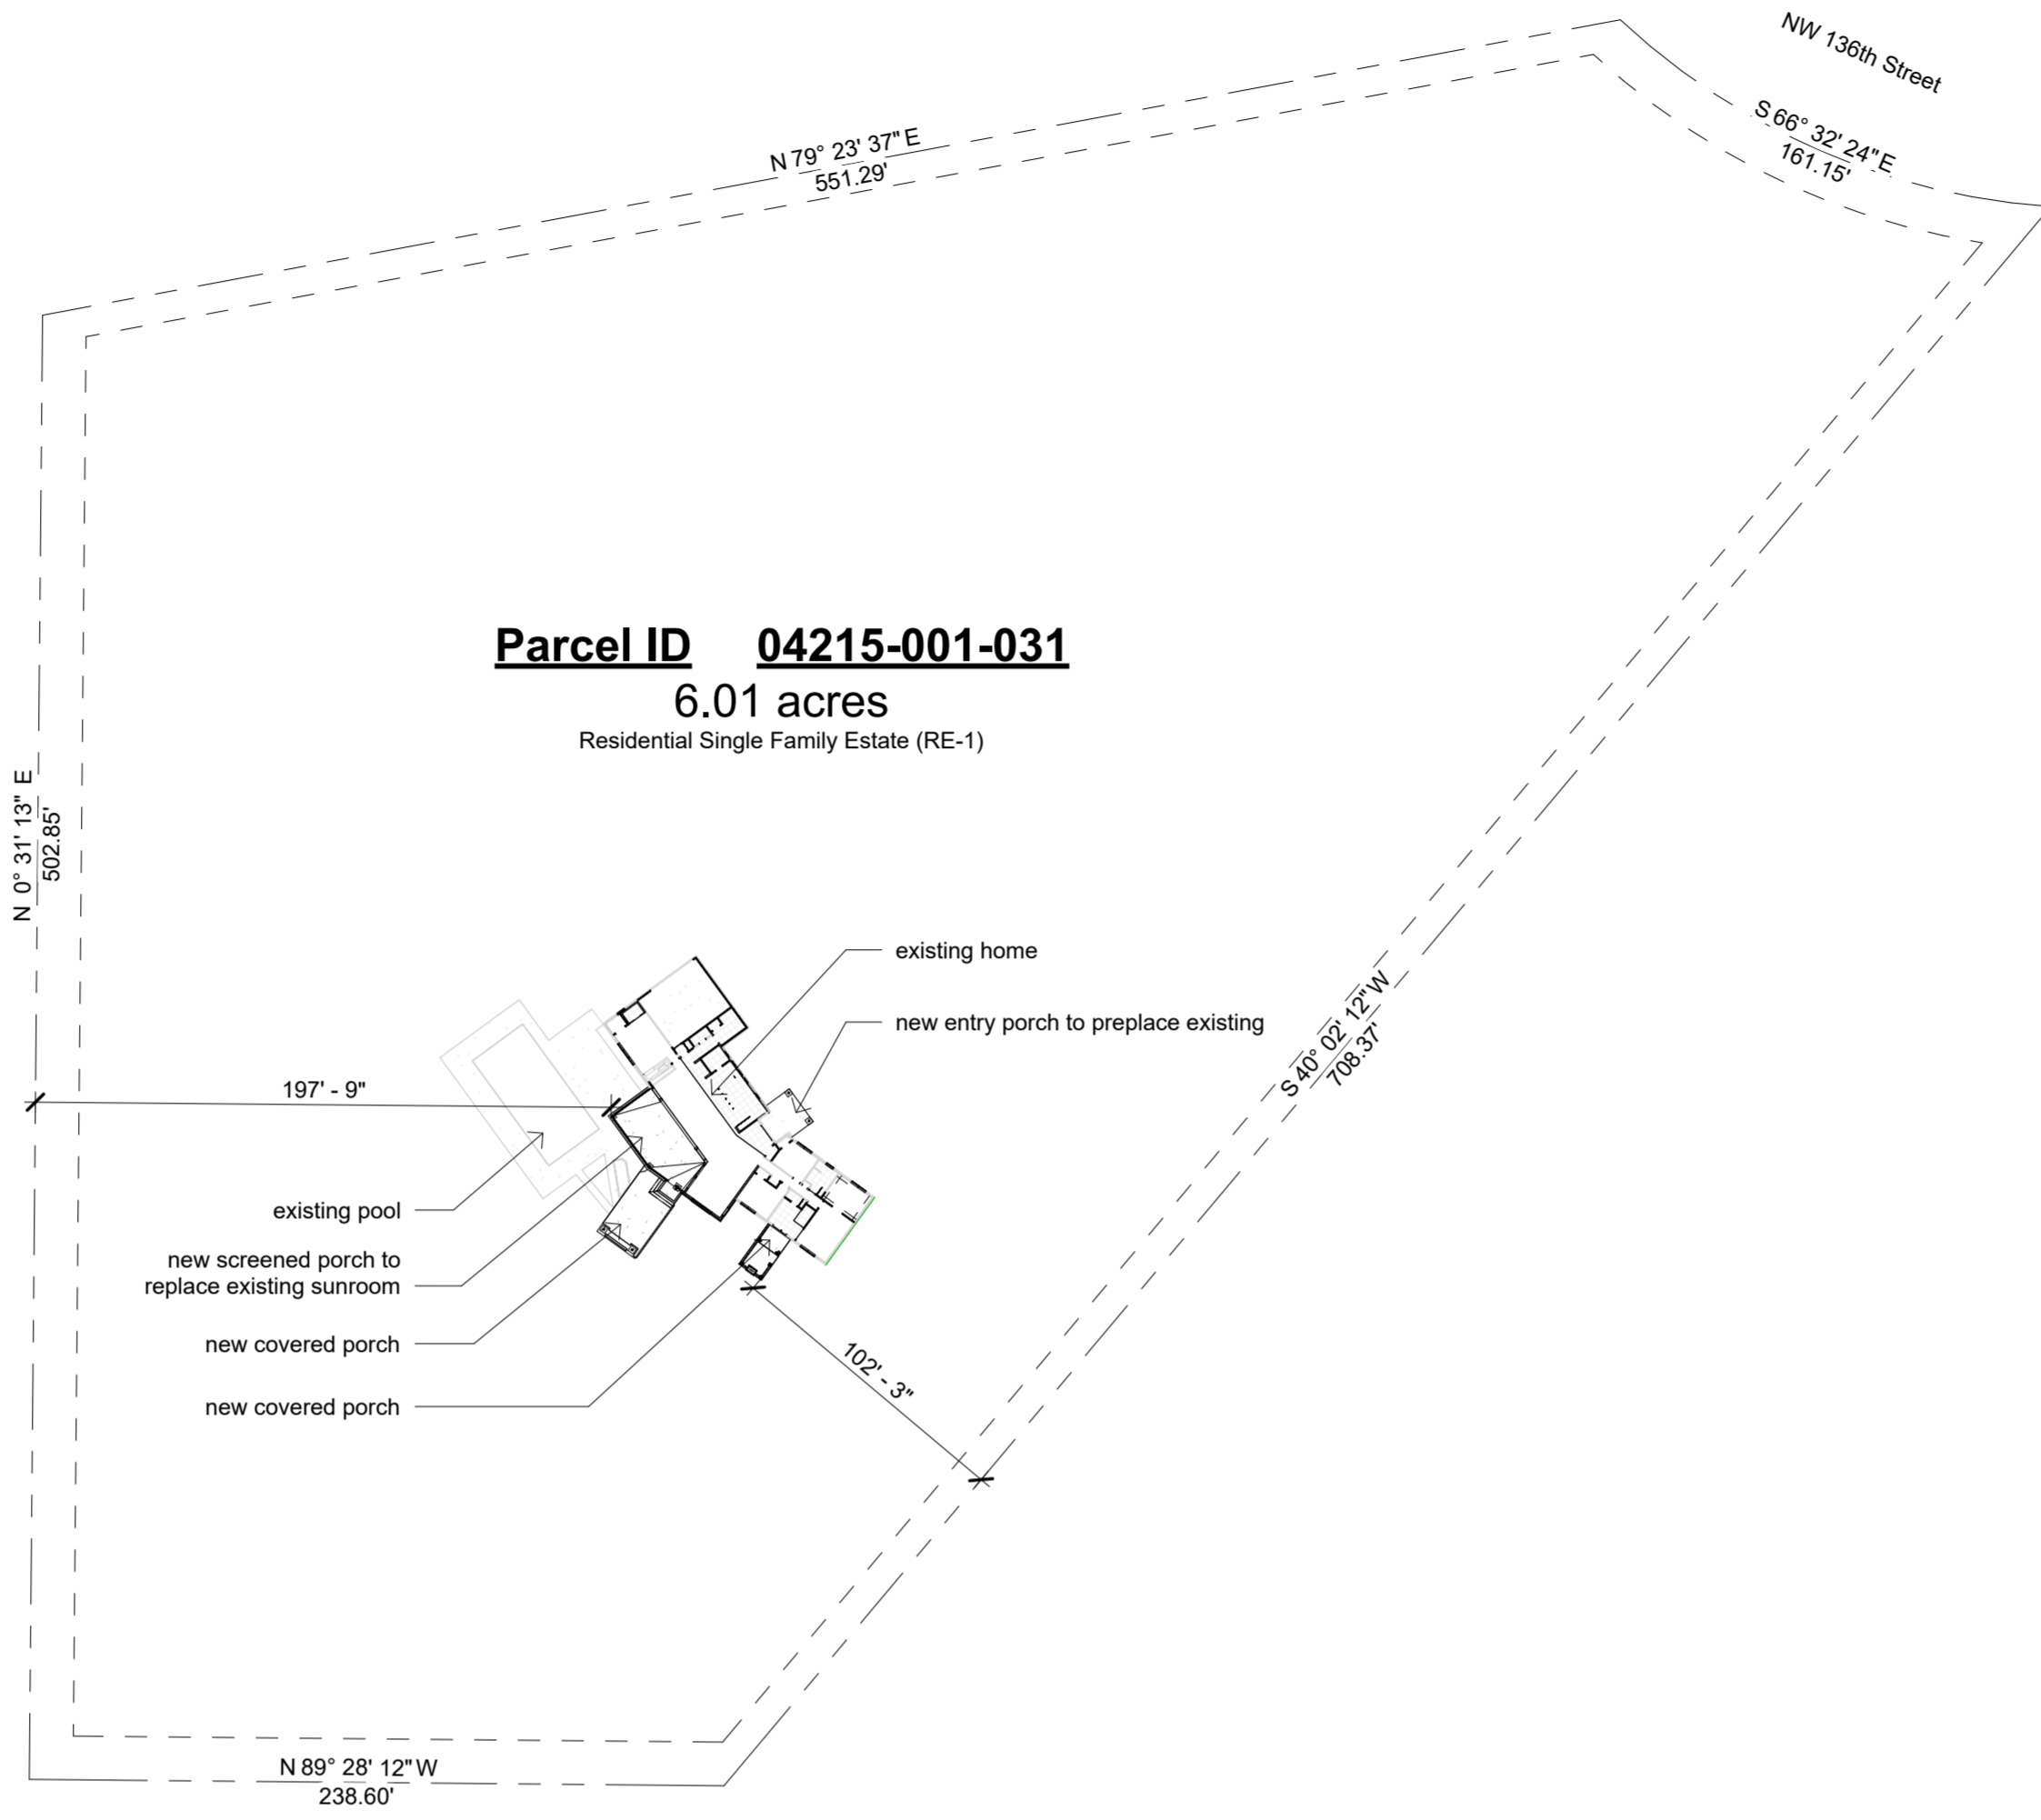 NW 136th Street
S 66° 32' 24" E
161.15'
N 79° 23' 37" E
551.29'
Parcel ID 04215-001-031
6.01 acres
Residential Single Family Estate (RE-1)
N 0° 31' 13" E
502.85'
existing home
new entry porch to preplace existing
S 40° 02' 12" W
708.37'
197' - 9"
existing pool
new screened porch to
replace existing sunroom
new covered porch
102' - 3"
new covered porch
N 89° 28' 12" W
238.60'